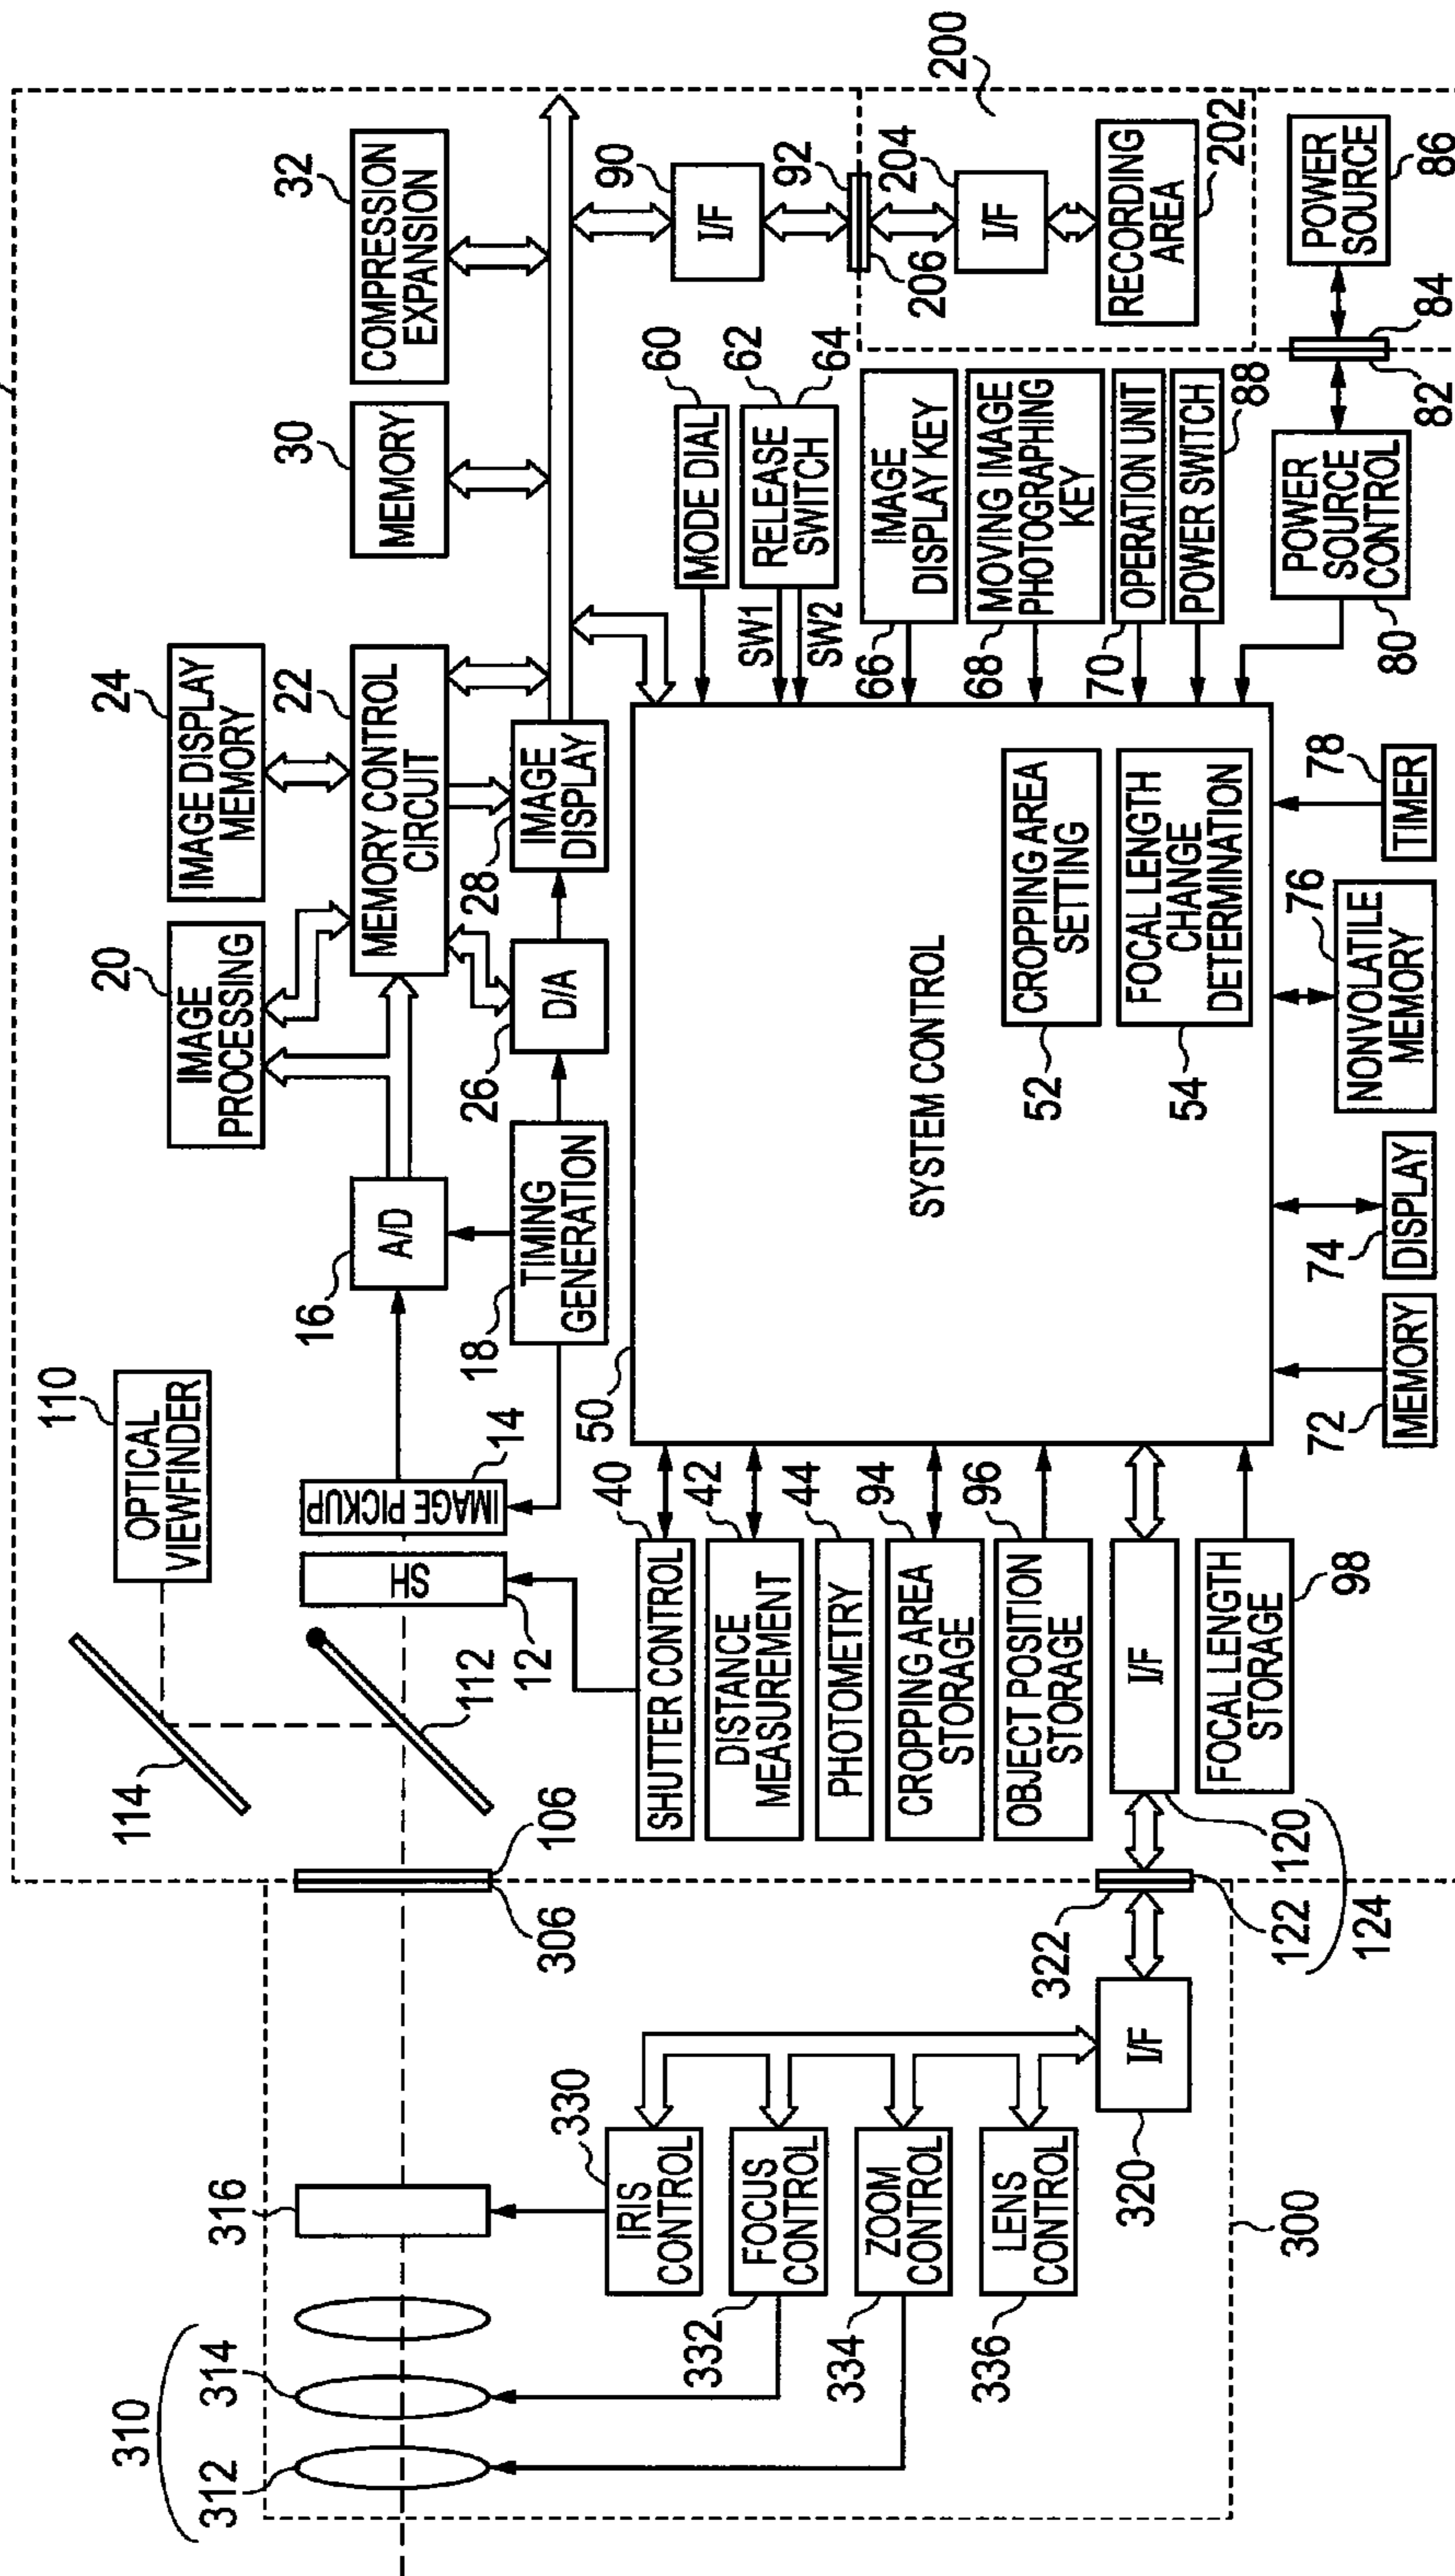 310
312
314
316
330
IRIS
CONTROL
332
FOCUS
CONTROL
334
ZOOM
CONTROL
336
LENS
CONTROL
320
I/F
300
322
122
120
124
306
106
114
112
110
OPTICAL
VIEWFINDER
12
SH
14
IMAGE PICKUP
16
A/D
18
TIMING
GENERATION
20
IMAGE
PROCESSING
24
IMAGE DISPLAY
MEMORY
22
MEMORY CONTROL
CIRCUIT
26
D/A
28
IMAGE
DISPLAY
30
MEMORY
32
COMPRESSION
EXPANSION
40
SHUTTER CONTROL
42
DISTANCE
MEASUREMENT
44
PHOTOMETRY
94
CROPPING AREA
STORAGE
96
OBJECT POSITION
STORAGE
I/F
98
FOCAL LENGTH
STORAGE
50
SYSTEM CONTROL
52
CROPPING AREA
SETTING
54
FOCAL LENGTH
CHANGE
DETERMINATION
72
MEMORY
74
DISPLAY
76
NONVOLATILE
MEMORY
78
TIMER
60
MODE DIAL
62
64
RELEASE
SWITCH
SW1
SW2
66
IMAGE
DISPLAY KEY
68
MOVING IMAGE
PHOTOGRAPHING
KEY
70
OPERATION UNIT
POWER SWITCH
88
80
POWER
SOURCE
CONTROL
82
84
POWER
SOURCE
86
90
I/F
92
206
200
204
I/F
RECORDING
AREA
202